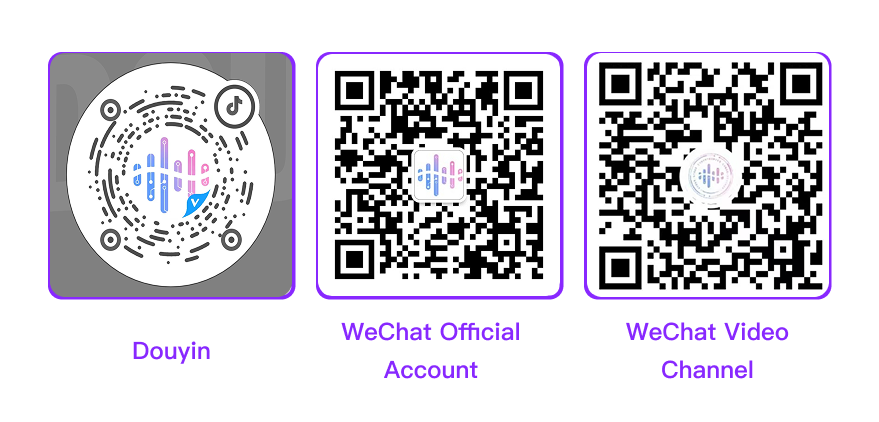 Douyin
WeChat Official
Account
WeChat Video
Channel